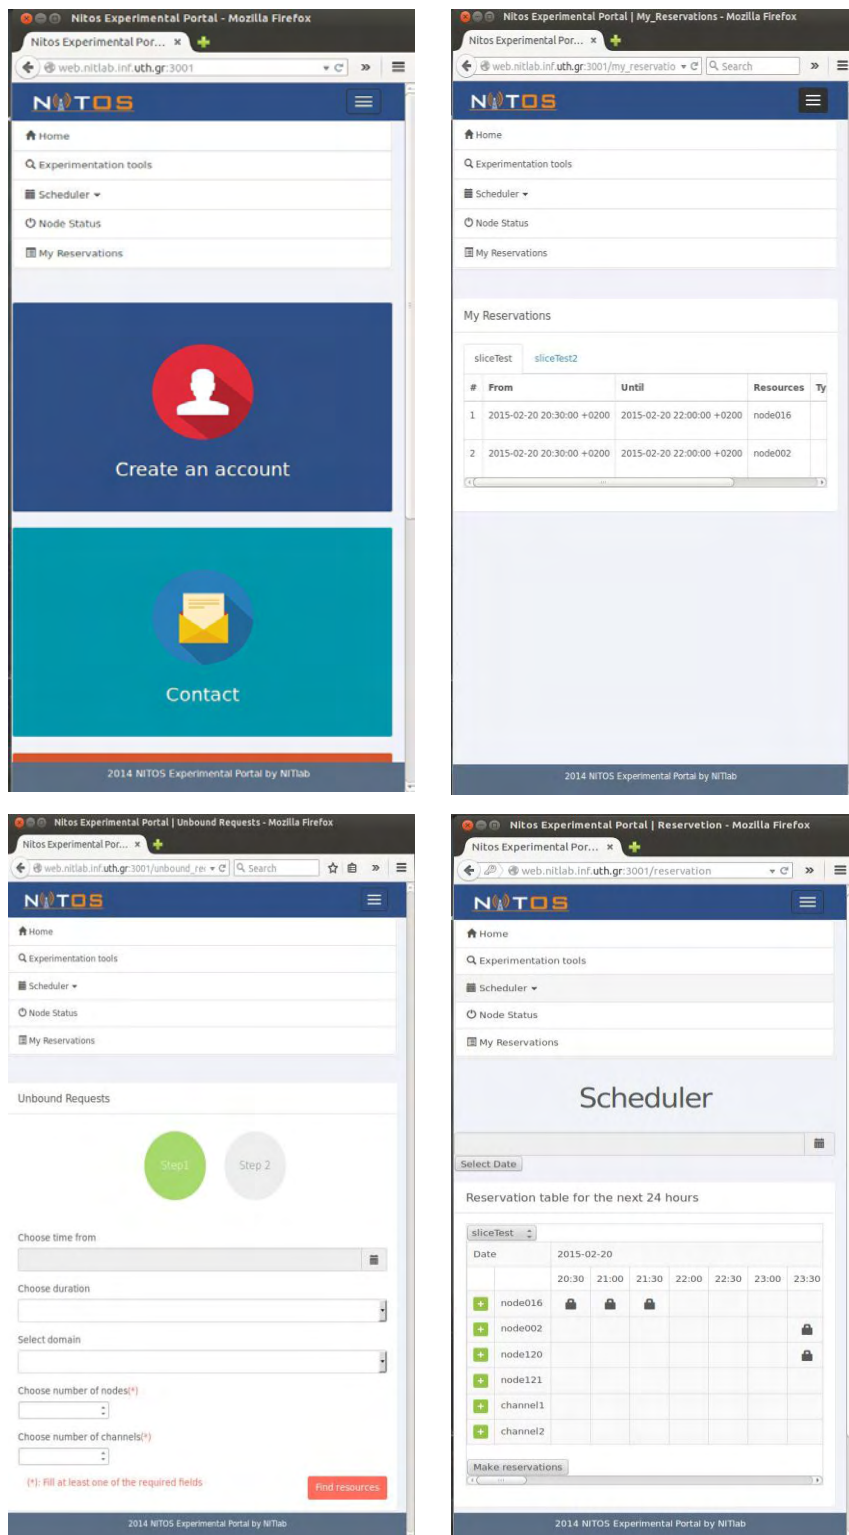 Nitos Experimental Portal - Mozilla Firefox
Nitos Experimental Por... ×
web.nitlab.inf.uth.gr:3001
NITOS
Home
Experimentation tools
Scheduler
Node Status
My Reservations
Create an account
Contact
2014 NITOS Experimental Portal by NITlab
Nitos Experimental Portal | My_Reservations - Mozilla Firefox
Nitos Experimental Por... ×
web.nitlab.inf.uth.gr:3001/my_reservatio Search
NITOS
Home
Experimentation tools
Scheduler
Node Status
My Reservations
My Reservations
sliceTest sliceTest2
# From Until Resources Ty
1 2015-02-20 20:30:00 +0200 2015-02-20 22:00:00 +0200 node016
2 2015-02-20 20:30:00 +0200 2015-02-20 22:00:00 +0200 node002
2014 NITOS Experimental Portal by NITlab
Nitos Experimental Portal | Unbound Requests - Mozilla Firefox
Nitos Experimental Por... ×
web.nitlab.inf.uth.gr:3001/unbound_rec Search
NITOS
Home
Experimentation tools
Scheduler
Node Status
My Reservations
Unbound Requests
Step1 Step 2
Choose time from
Choose duration
Select domain
Choose number of nodes(*)
Choose number of channels(*)
(*): Fill at least one of the required fields
Find resources
2014 NITOS Experimental Portal by NITlab
Nitos Experimental Portal | Reservetion - Mozilla Firefox
Nitos Experimental Por... ×
web.nitlab.inf.uth.gr:3001/reservation
NITOS
Home
Experimentation tools
Scheduler
Node Status
My Reservations
Scheduler
Select Date
Reservation table for the next 24 hours
sliceTest
Date 2015-02-20
20:30 21:00 21:30 22:00 22:30 23:00 23:30
node016
node002
node120
node121
channel1
channel2
Make reservations
2014 NITOS Experimental Portal by NITlab